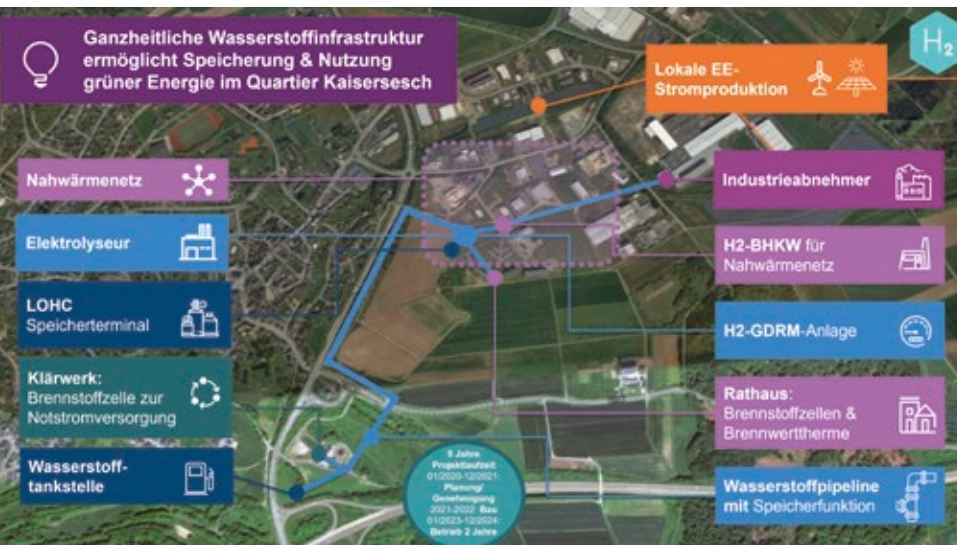 Ganzheitliche Wasserstoffinfrastruktur
ermöglicht Speicherung & Nutzung
grüner Energie im Quartier Kaisersesch
H2
Lokale EE-
Stromproduktion
Nahwärmenetz
Elektrolyseur
LOHC
Speicherterminal
Klärwerk:
Brennstoffzelle zur
Notstromversorgung
Wasserstoff-
tankstelle
Industrieabnehmer
H2-BHKW für
Nahwärmenetz
H2-GDRM-Anlage
Rathaus:
Brennstoffzellen &
Brennwerttherme
Wasserstoffpipeline
mit Speicherfunktion
Jahre
Projektlaufzeit
01/2020-12/2021:
Planung/
Genehmigung
2021-2022 Bau
01/2023-12/2024:
Betrieb 2 Jahre